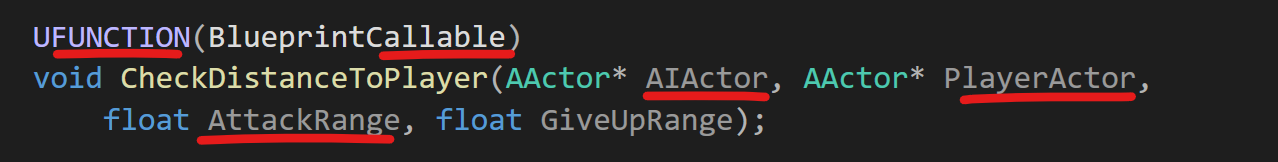 UFUNCTION(BlueprintCallable)
void CheckDistanceToPlayer(AActor* AIActor, AActor* PlayerActor,
float AttackRange, float GiveUpRange);